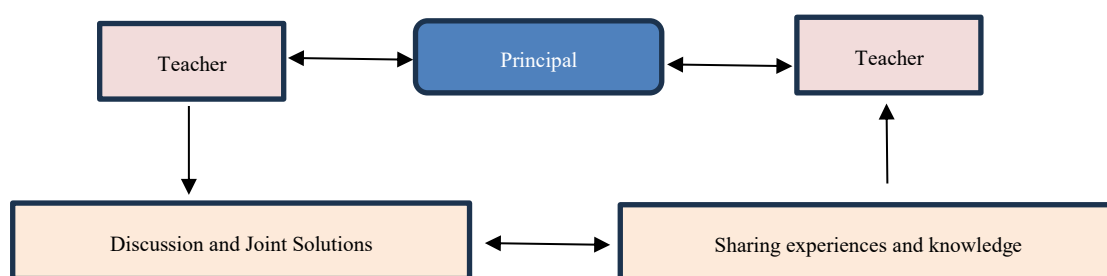 Teacher
Principal
Teacher
Discussion and Joint Solutions
Sharing experiences and knowledge